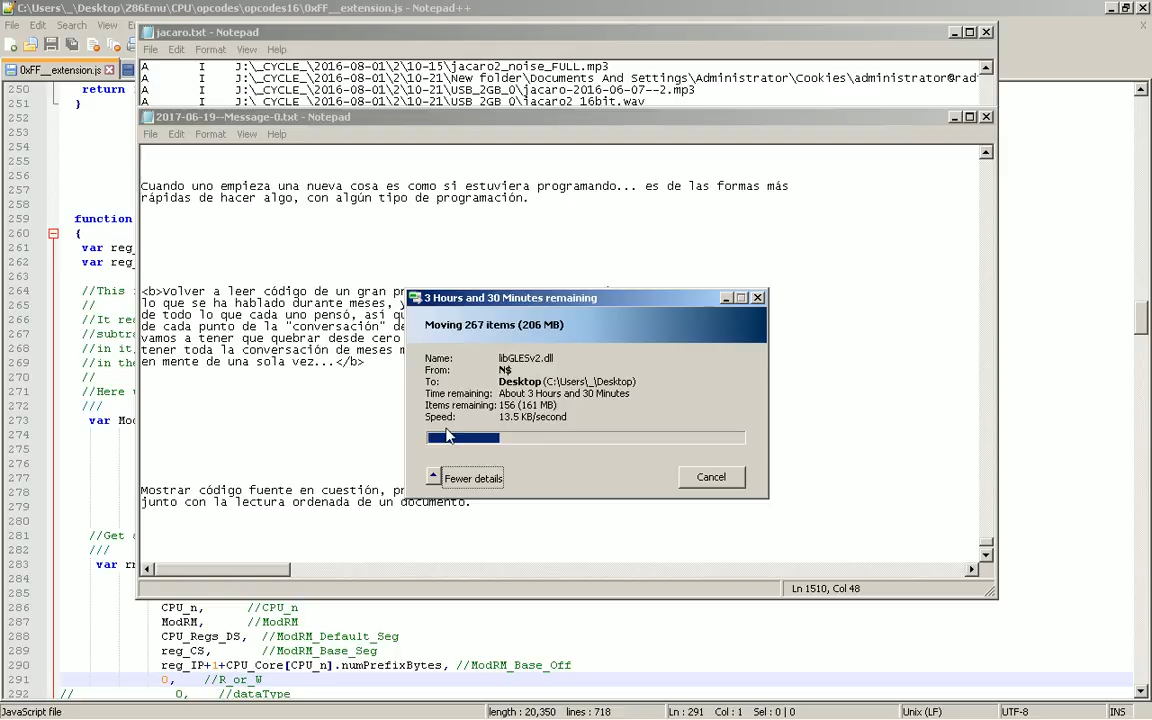 C:\Users\_\Desktop\286Emu\CPU\opcodes\opcodes16\0xFF__extension.js - Notepad++
File Edit Search View
0xFF__extension.js
jacaro.txt - Notepad
File Edit Format View Help
A I J:\_CYCLE_\2016-08-01\2\10-15\jacaro2_noise_FULL.mp3
A I J:\_CYCLE_\2016-08-01\2\10-21\New folder\Documents And Settings\Administrator\Cookies\administrator@rad
A I J:\_CYCLE_\2016-08-01\2\10-21\USB_2GB_0\jacaro-2016-06-07--2.mp3
A I J:\_CYCLE_\2016-08-01\2\10-21\USB_2GB_0\jacaro2_16bit.wav
2017-06-19--Message-0.txt - Notepad
File Edit Format View Help
Cuando uno empieza una nueva cosa es como si estuviera programando... es de las formas más
rápidas de hacer algo, con algún tipo de programación.
<b>Volver a leer código de un gran pr
lo que se ha hablado durante meses, y
de todo lo que cada uno pensó, así qu
de cada punto de la "conversación" de
vamos a tener que quebrar desde cero
tener toda la conversación de meses m
en mente de una sola vez...</b>
Mostrar código fuente en cuestión, pr
junto con la lectura ordenada de un documento.
Ln 1510, Col 48
3 Hours and 30 Minutes remaining
Moving 267 items (206 MB)
Name: libGLESv2.dll
From: N$
To: Desktop (C:\Users\_\Desktop)
Time remaining: About 3 Hours and 30 Minutes
Items remaining: 156 (161 MB)
Speed: 13.5 KB/second
Fewer details
Cancel
250 return
251 }
252
253
254
255
256
257
258
259 function
260 {
261 var reg_
262 var reg_
263
264 //This
265 //
266 //It re
267 //subtr
268 //in it
269 //in the
270 //
271 //Here
272 ///
273 var Mod
274
275
276
277
278
279
280
281 //Get
282 ///
283 var rm
284
285
286 CPU_n, //CPU_n
287 ModRM, //ModRM
288 CPU_Regs_DS, //ModRM_Default_Seg
289 reg_CS, //ModRM_Base_Seg
290 reg_IP+1+CPU_Core[CPU_n].numPrefixBytes, //ModRM_Base_Off
291 0, //R_or_W
292 // 0, //dataType
JavaScript file length : 20,350 lines : 718 Ln : 291 Col : 1 Sel : 0 | 0 Unix (LF) UTF-8 INS